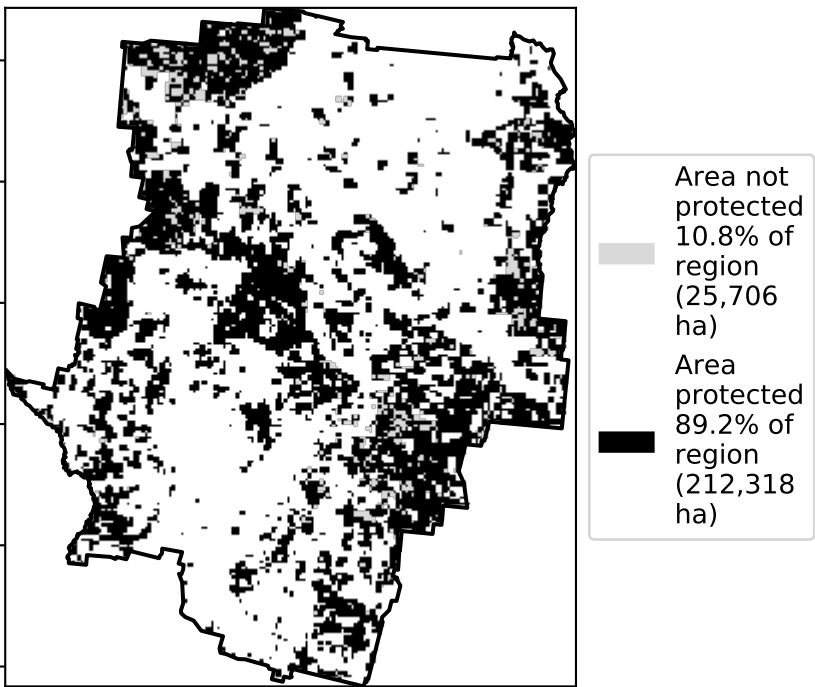 Area not
protected
10.8% of
region
(25,706
ha)
Area
protected
89.2% of
region
(212,318
ha)